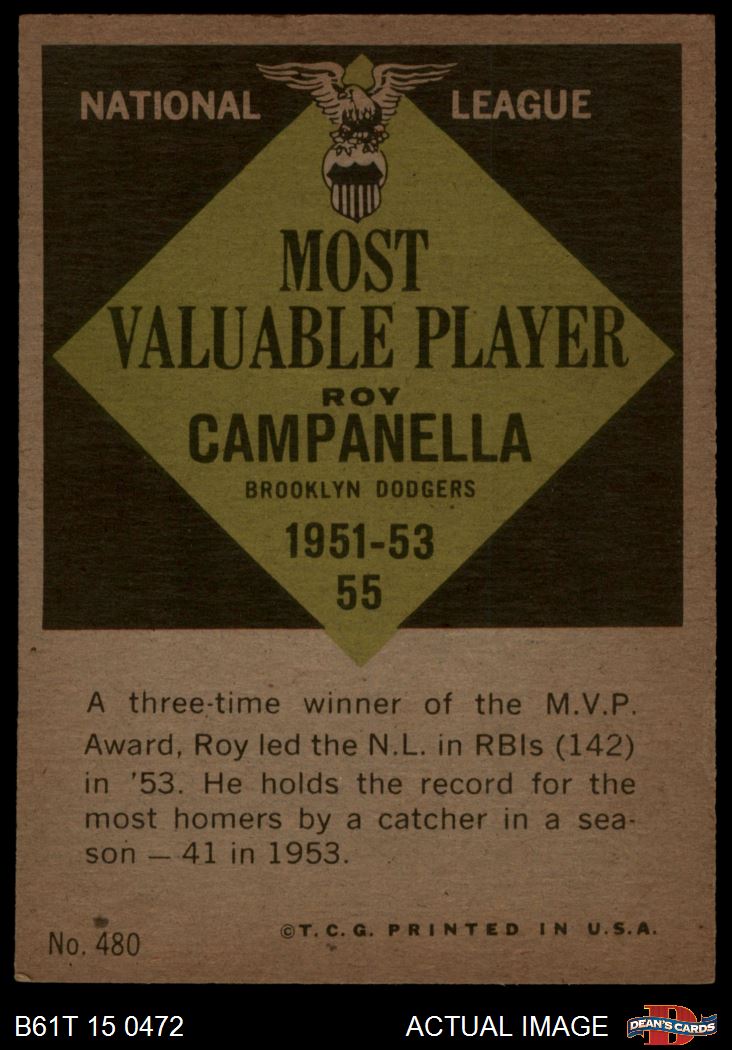 NATIONAL LEAGUE
MOST
VALUABLE PLAYER
ROY
CAMPANELLA
BROOKLYN DODGERS
1951-53
55
A three-time winner of the M.V.P.
Award, Roy led the N.L. in RBIs (142)
in '53. He holds the record for the
most homers by a catcher in a sea-
son — 41 in 1953.
No. 480
©T.C.G. PRINTED IN U.S.A.
B61T 15 0472
ACTUAL IMAGE
DEAN'S CARDS